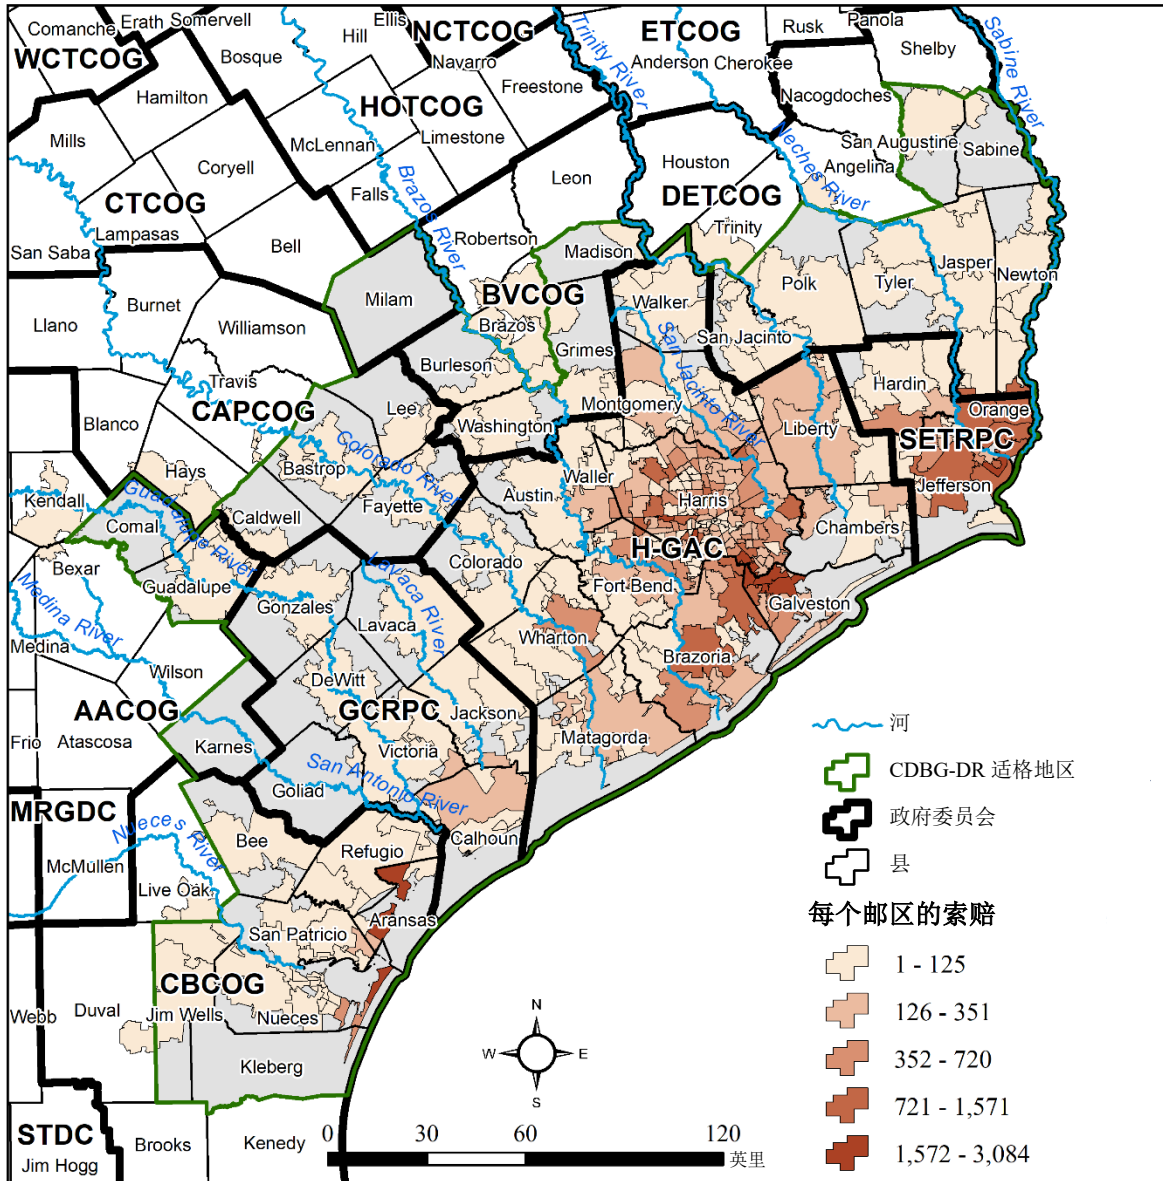 Comanche
Erath
Somervell
Ellis
NCTCOG
Hill
Navarro
Trinity River
ETCOG
Anderson
Cherokee
Rusk
Panola
Shelby
Sabine River
WCTCOG
Bosque
Hamilton
HOTCOG
Freestone
Limestone
McLennan
Nacogdoches
San Augustine
Sabine
Mills
Coryell
Falls
Brazos River
Leon
Houston
Neches River
Angelina
DETCOG
Trinity
CTCOG
Lampasas
San Saba
Bell
Robertson
Madison
Jasper
Newton
Burnet
Milam
BVCOG
Walker
Polk
Tyler
Llano
Williamson
Brazos
Grimes
San Jacinto
San Jacinto River
Burleson
Travis
CAPCOG
Lee
Montgomery
Hardin
Orange
Blanco
Washington
Liberty
SETRPC
Hays
Bastrop
Colorado River
Waller
Jefferson
Kendall
Guadalupe River
Fayette
Austin
Harris
Chambers
Comal
Caldwell
H-GAC
Bexar
Guadalupe
Lavaca River
Colorado
Fort Bend
Galveston
Medina River
Gonzales
Lavaca
Wharton
Medina
Wilson
DeWitt
Brazoria
AACOG
GCRPC
Jackson
Frio
Atascosa
Karnes
Victoria
Matagorda
San Antonio River
Goliad
MRGDC
Nueces River
Bee
Refugio
Calhoun
McMullen
Live Oak
Aransas
San Patricio
CBCOG
Webb
Duval
Jim Wells
Nueces
Kleberg
STDC
Jim Hogg
Brooks
Kenedy
N
W
E
S
0
30
60
120
英里
河
CDBG-DR 适格地区
政府委员会
县
每个邮区的索赔
1 - 125
126 - 351
352 - 720
721 - 1,571
1,572 - 3,084